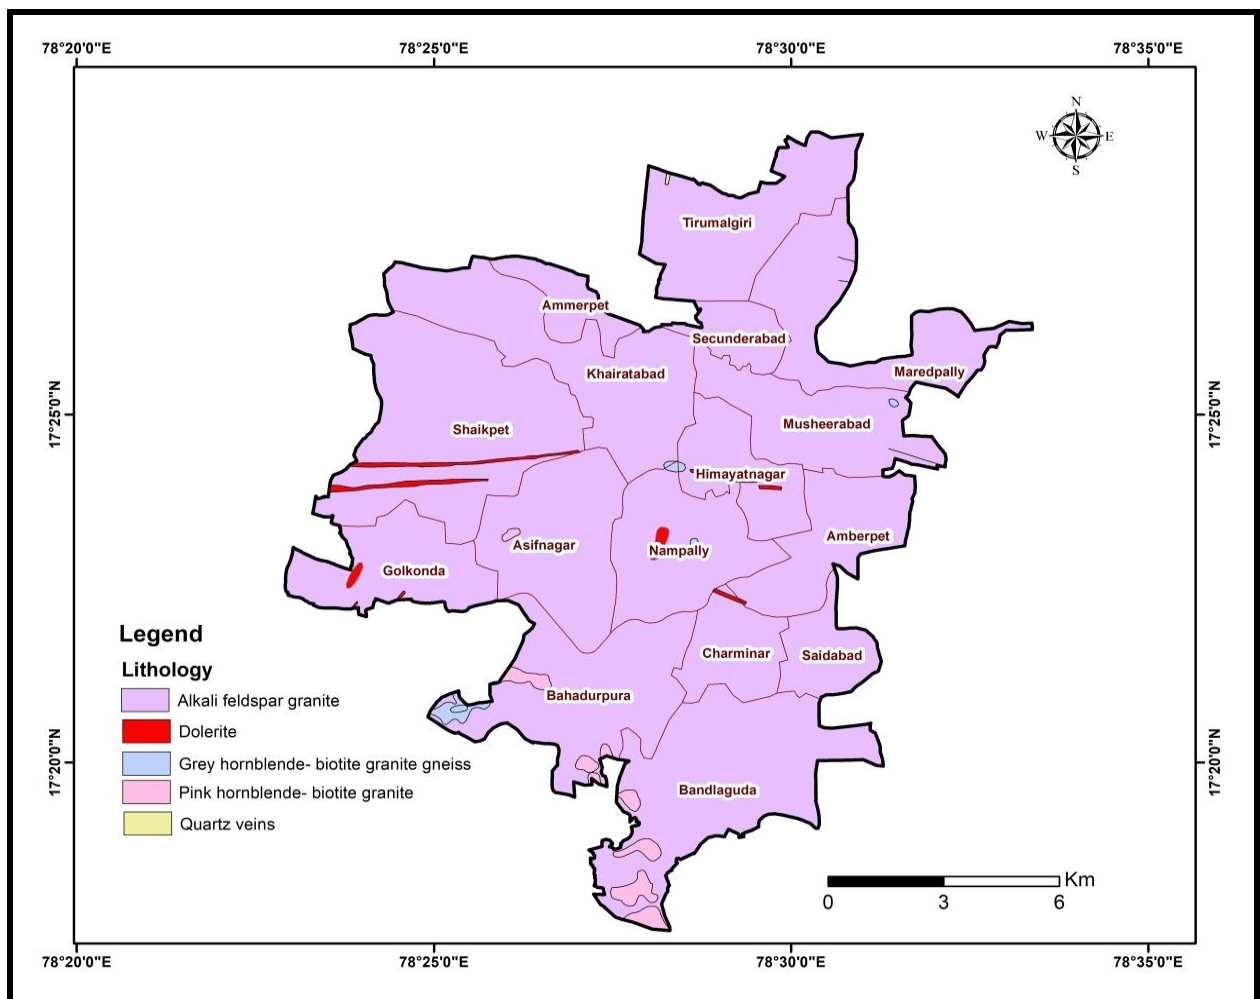 78°20'0"E 78°25'0"E 78°30'0"E 78°35'0"E
N
W E
S
Tirumalgiri
Ammerpet
Secunderabad
Khairatabad
Maredpally
17°25'0"N
17°25'0"N
Musheerabad
Shaikpet
Himayatnagar
Amberpet
Asifnagar
Nampally
Golkonda
Charminar
Saidabad
Bahadurpura
Bandlaguda
17°20'0"N
17°20'0"N
Legend
Lithology
Alkali feldspar granite
Dolerite
Grey hornblende- biotite granite gneiss
Pink hornblende- biotite granite
Quartz veins
Km
0 3 6
78°20'0"E 78°25'0"E 78°30'0"E 78°35'0"E